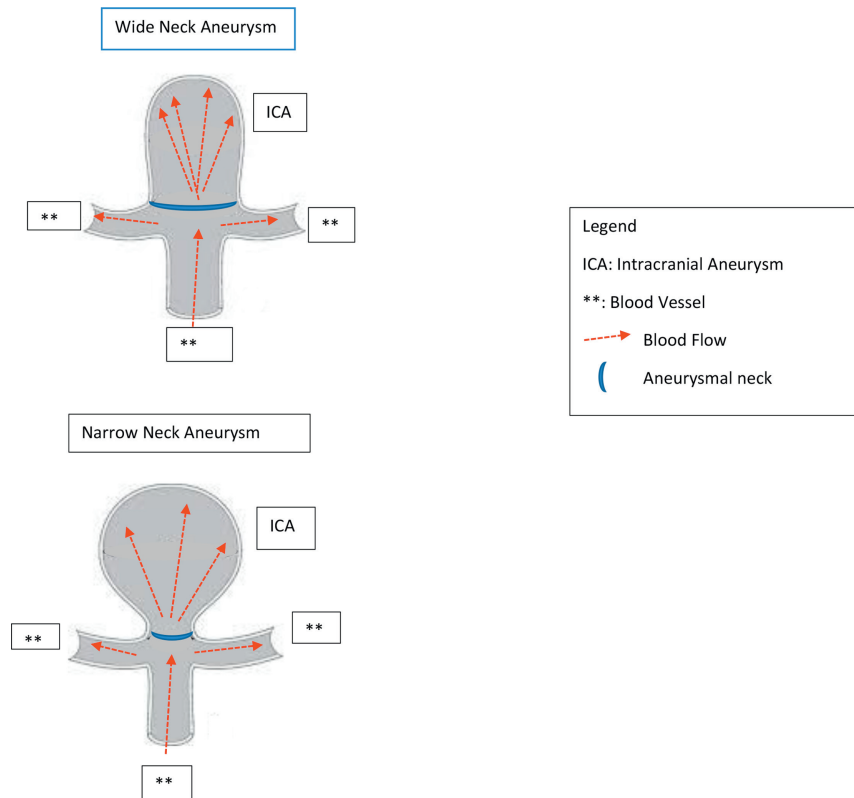 Wide Neck Aneurysm
ICA
**
**
**
Legend
ICA: Intracranial Aneurysm
**: Blood Vessel
Blood Flow
Aneurysmal neck
Narrow Neck Aneurysm
ICA
**
**
**